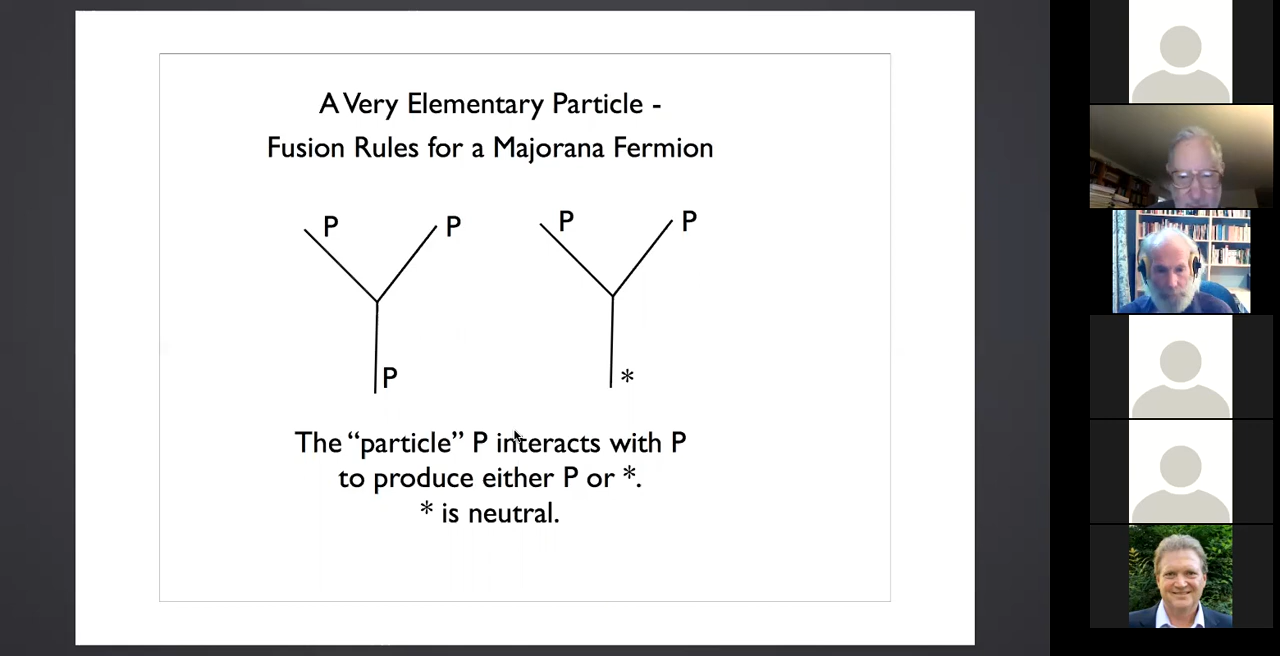 A Very Elementary Particle -
Fusion Rules for a Majorana Fermion
P P P P
P *
The “particle” P interacts with P
to produce either P or *.
* is neutral.